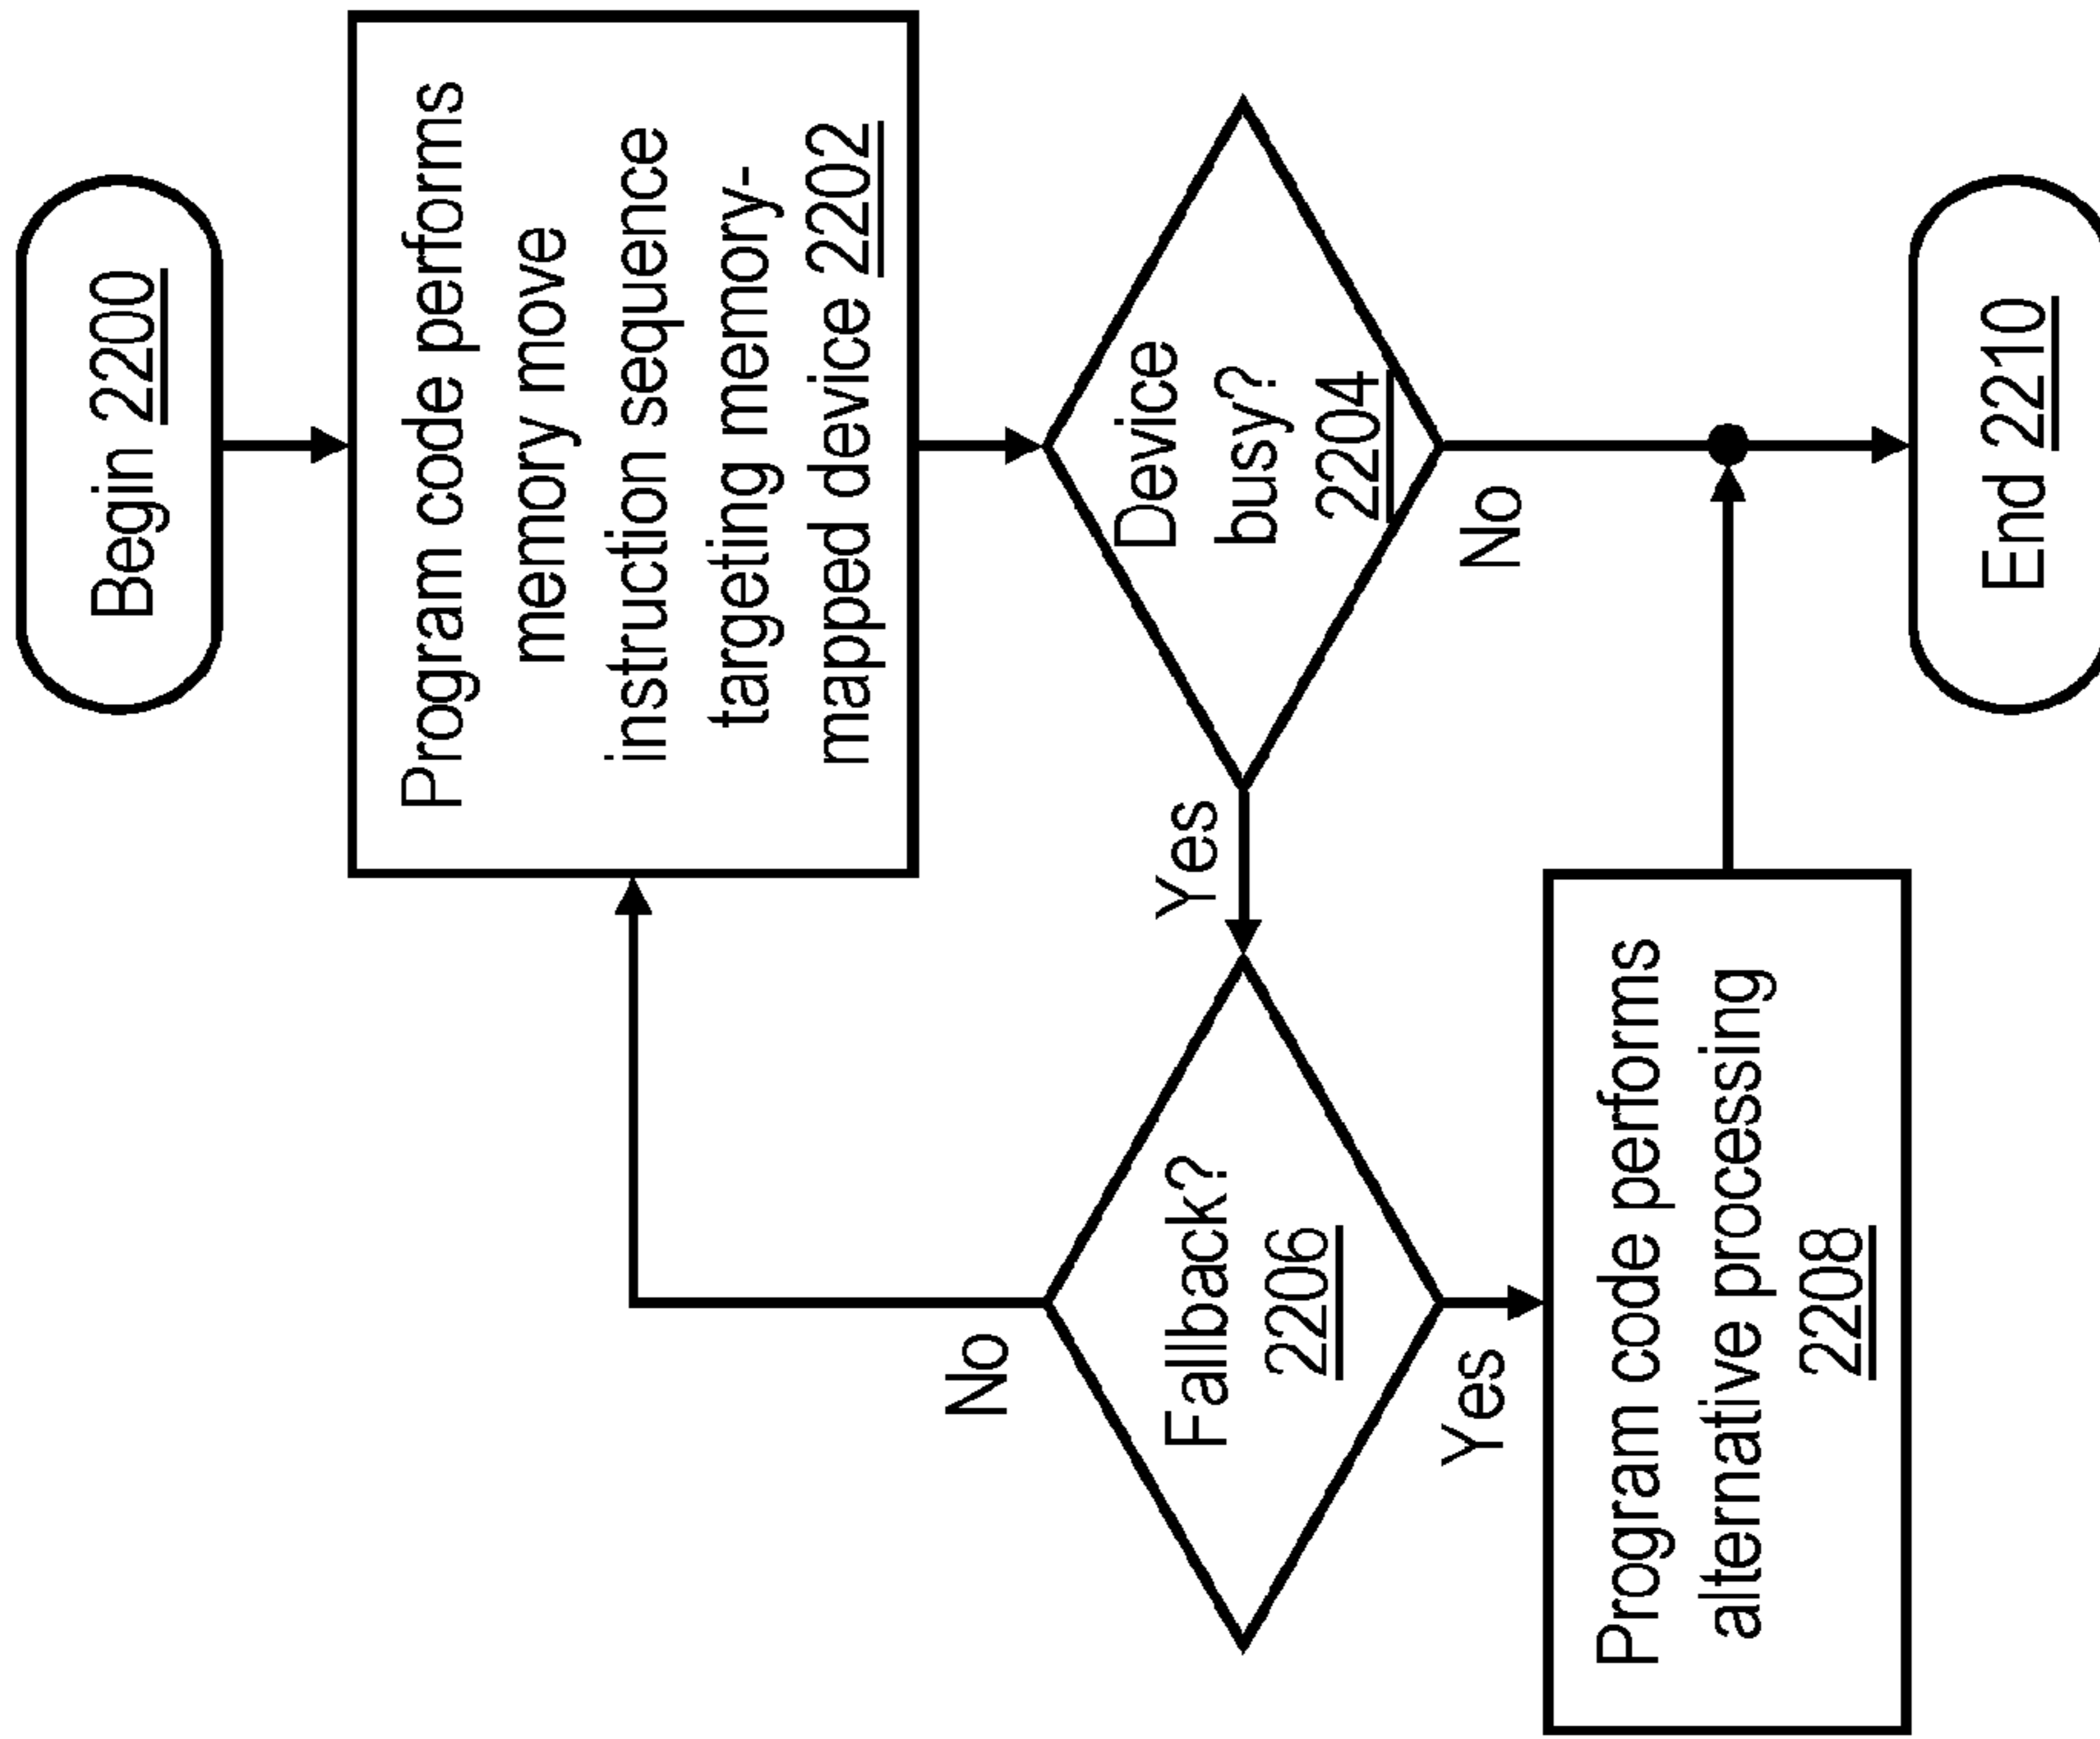 Begin 2200
Program code performs
memory move
instruction sequence
targeting memory-
mapped device 2202
Device
busy?
2204
Yes
No
Fallback?
2206
No
Yes
Program code performs
alternative processing
2208
End 2210